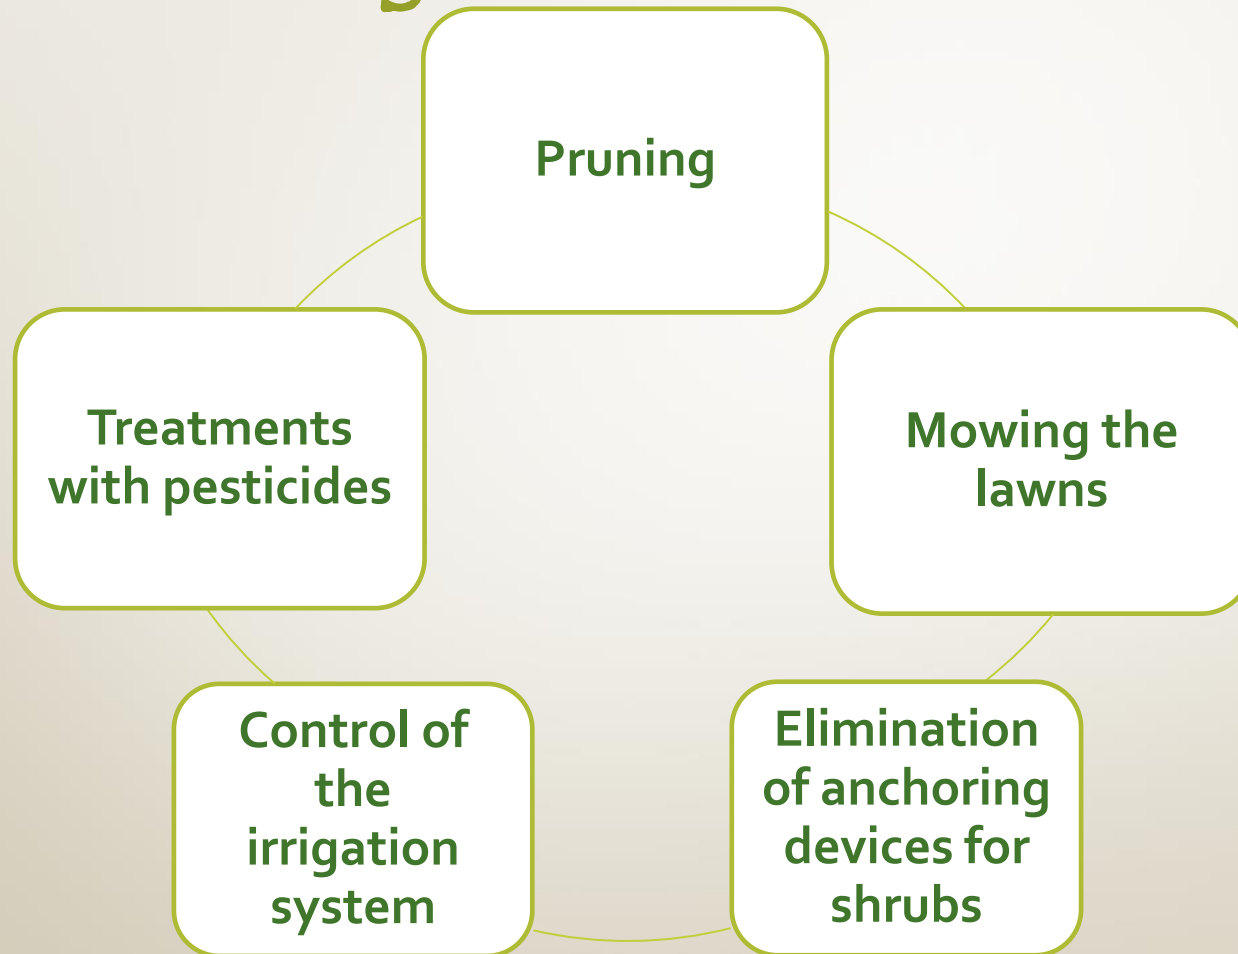 Pruning
Mowing the
lawns
Elimination
of anchoring
devices for
shrubs
Control of
the
irrigation
system
Treatments
with pesticides